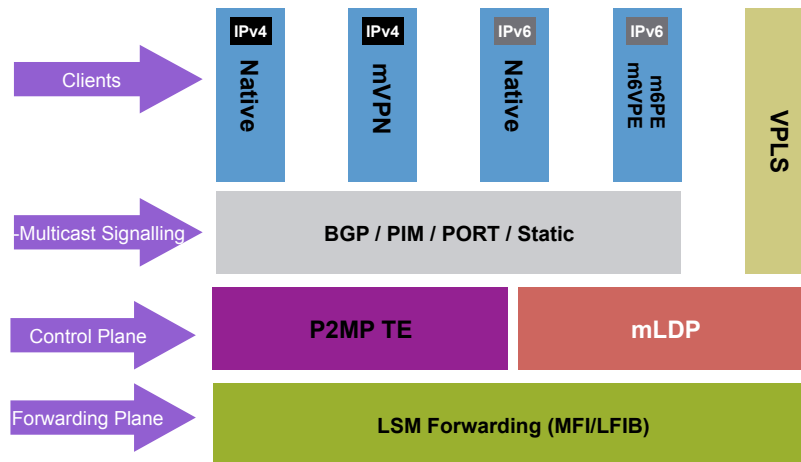 IPv4
IPv4
IPv6
IPv6
Clients
Native
mVPN
Native
m6PE
m6VPE
VPLS
-Multicast Signalling
BGP / PIM / PORT / Static
Control Plane
P2MP TE
mLDP
Forwarding Plane
LSM Forwarding (MFI/LFIB)